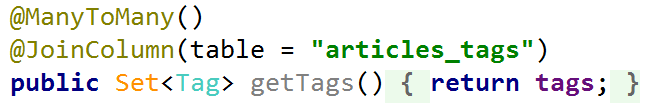 @ManyToMany()
@JoinColumn(table = "articles_tags")
public Set<Tag> getTags() { return tags; }